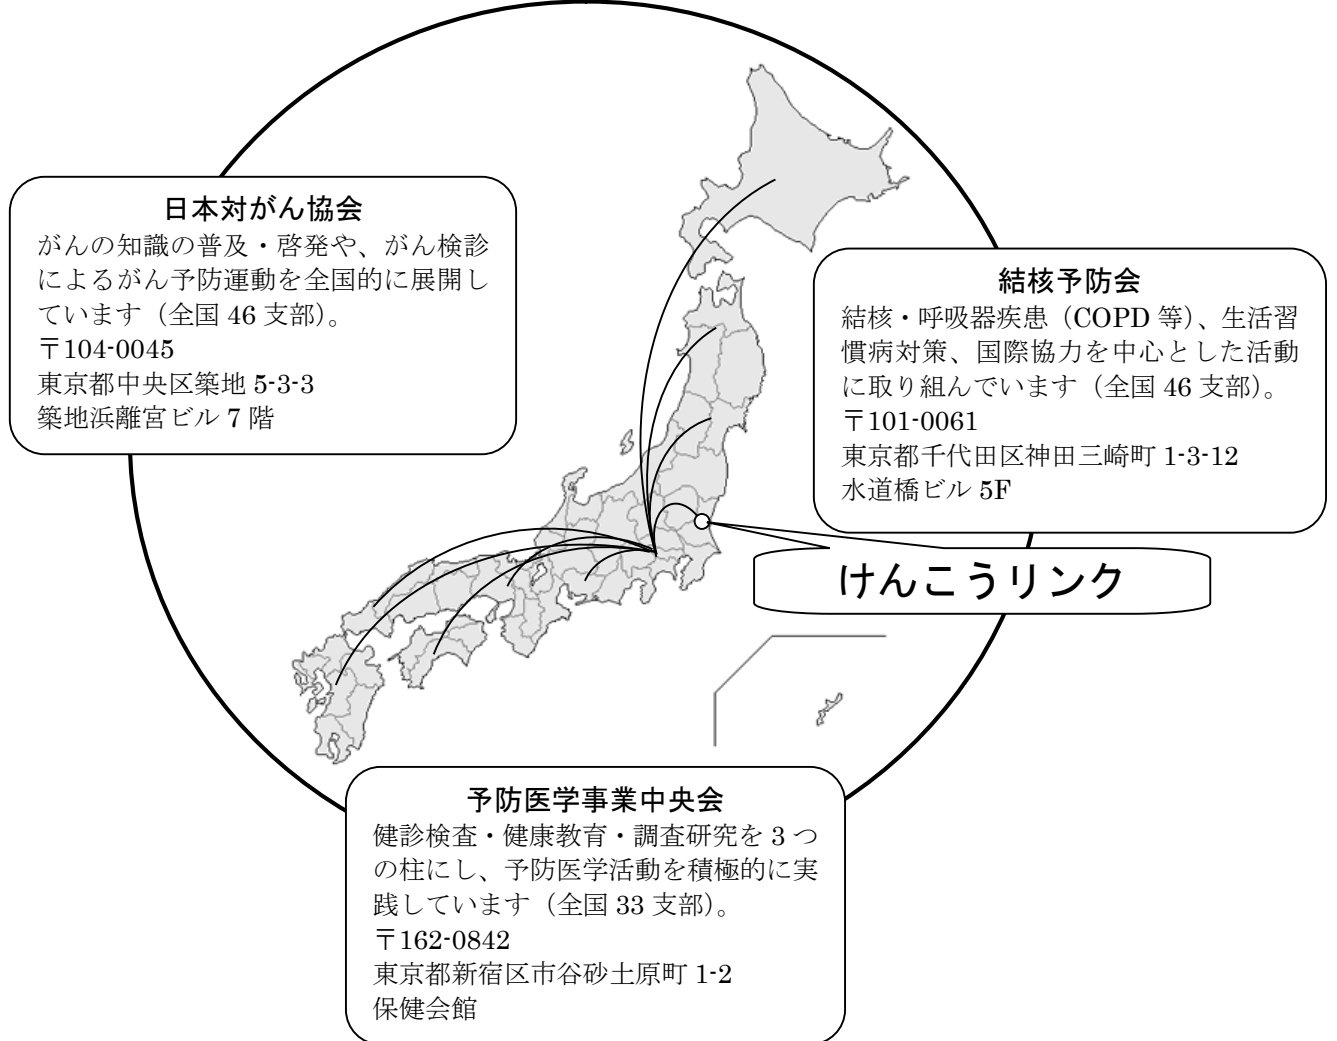 日本対がん協会
がんの知識の普及・啓発や、がん検診
によるがん予防運動を全国的に展開し
ています（全国 46 支部）。
〒104-0045
東京都中央区築地 5-3-3
築地浜離宮ビル 7 階
結核予防会
結核・呼吸器疾患（COPD 等）、生活習
慣病対策、国際協力を中心とした活動
に取り組んでいます（全国 46 支部）。
〒101-0061
東京都千代田区神田三崎町 1-3-12
水道橋ビル 5F
けんこうリンク
予防医学事業中央会
健診検査・健康教育・調査研究を 3 つ
の柱にし、予防医学活動を積極的に実
践しています（全国 33 支部）。
〒162-0842
東京都新宿区市谷砂土原町 1-2
保健会館